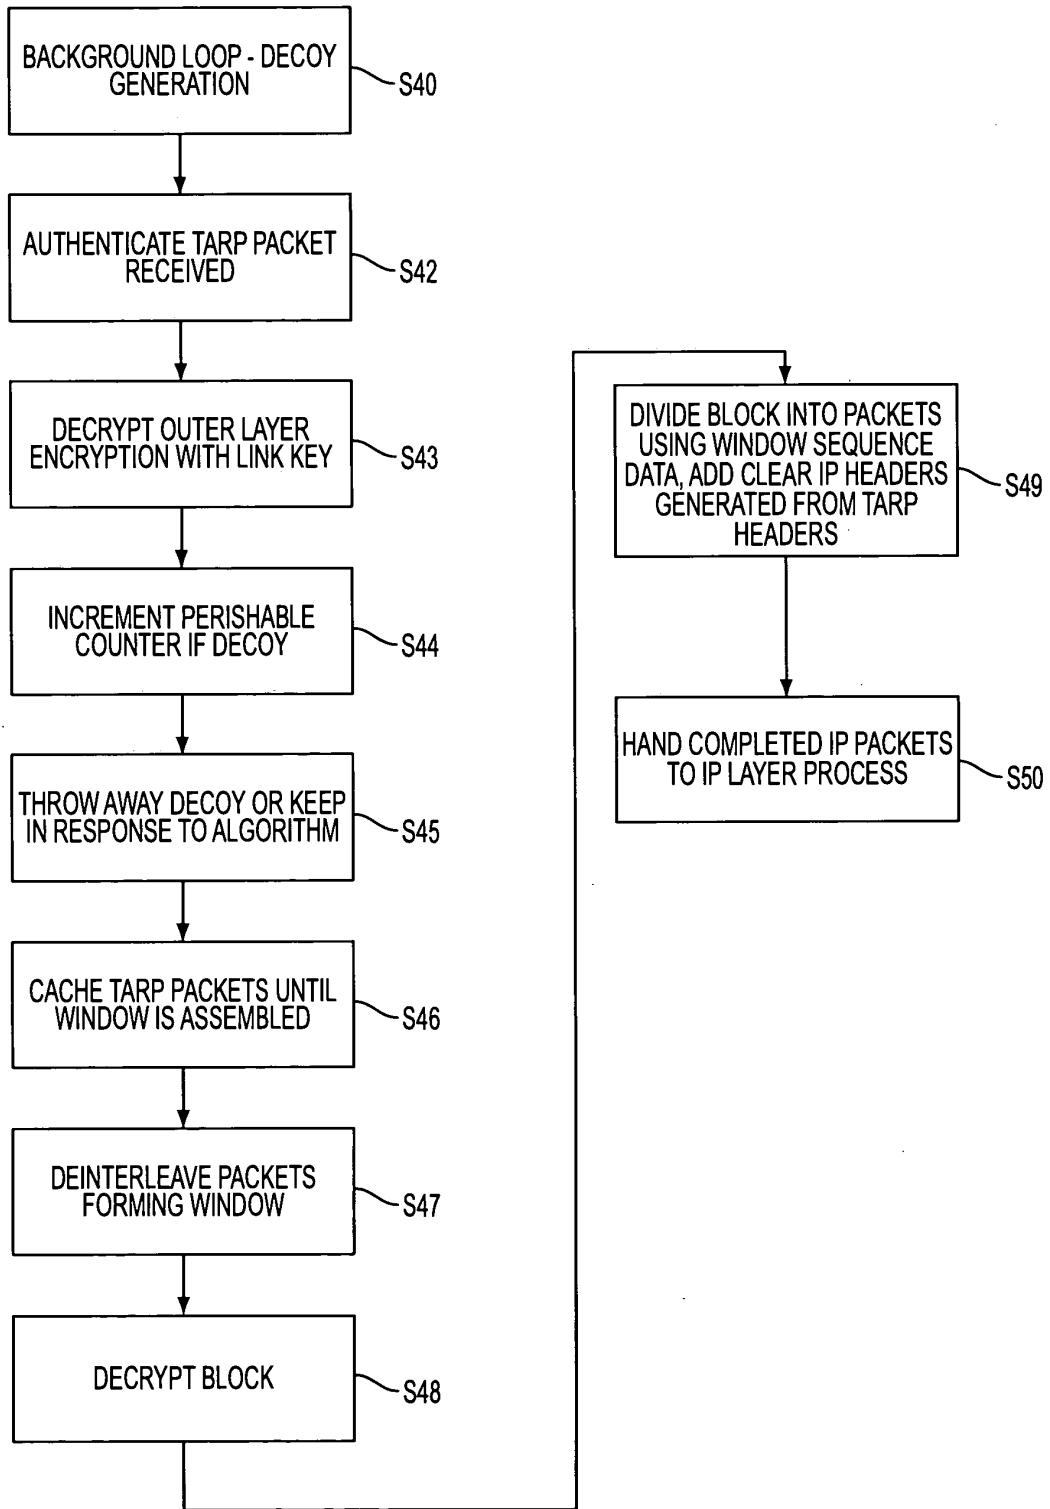 BACKGROUND LOOP - DECOY
GENERATION
S40
AUTHENTICATE TARP PACKET
RECEIVED
S42
DECRYPT OUTER LAYER
ENCRYPTION WITH LINK KEY
S43
INCREMENT PERISHABLE
COUNTER IF DECOY
S44
THROW AWAY DECOY OR KEEP
IN RESPONSE TO ALGORITHM
S45
CACHE TARP PACKETS UNTIL
WINDOW IS ASSEMBLED
S46
DEINTERLEAVE PACKETS
FORMING WINDOW
S47
DECRYPT BLOCK
S48
DIVIDE BLOCK INTO PACKETS
USING WINDOW SEQUENCE
DATA, ADD CLEAR IP HEADERS
GENERATED FROM TARP
HEADERS
S49
HAND COMPLETED IP PACKETS
TO IP LAYER PROCESS
S50